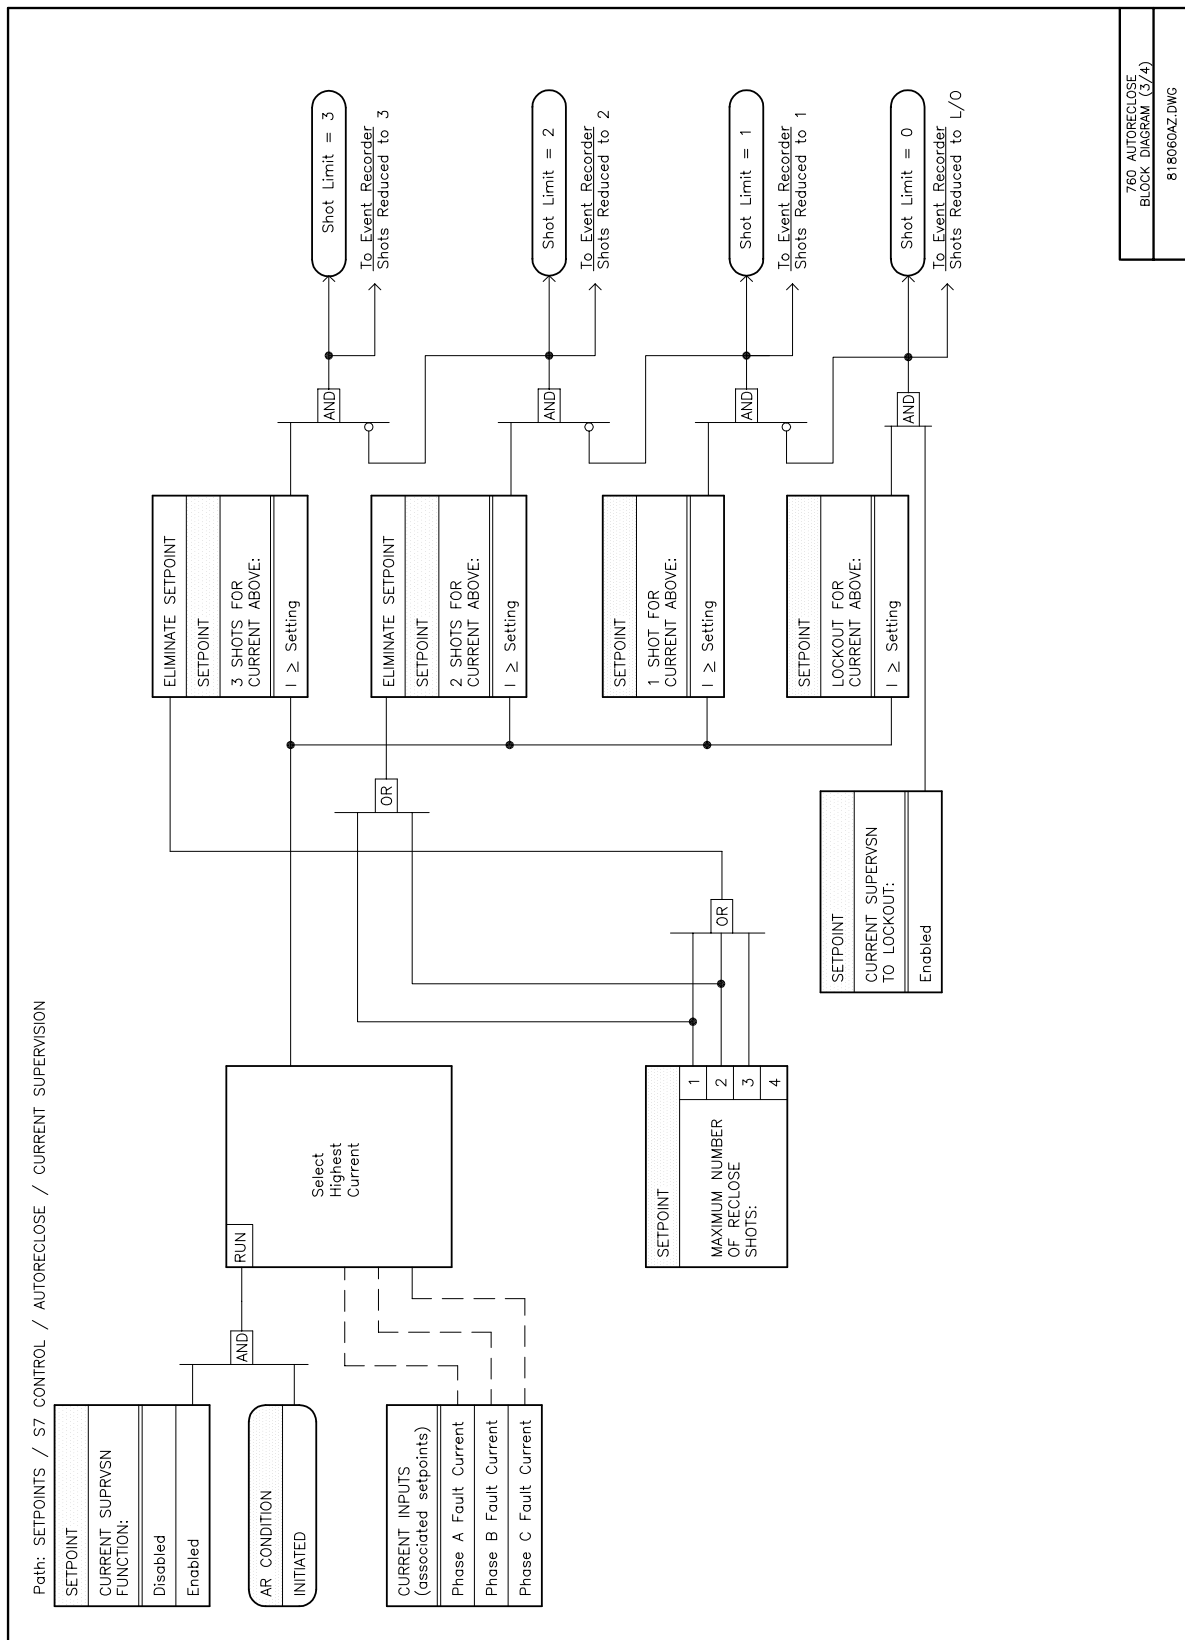 Path: SETPOINTS / S7 CONTROL / AUTORECLOSE / CURRENT SUPERVISION
SETPOINT
CURRENT SUPRVSN
FUNCTION:
Disabled
Enabled
AR CONDITION
INITIATED
CURRENT INPUTS
(associated setpoints)
Phase A Fault Current
Phase B Fault Current
Phase C Fault Current
AND
RUN
Select
Highest
Current
SETPOINT
MAXIMUM NUMBER
OF RECLOSE
SHOTS:
1
2
3
4
OR
OR
SETPOINT
CURRENT SUPERVSN
TO LOCKOUT:
Enabled
ELIMINATE SETPOINT
SETPOINT
3 SHOTS FOR
CURRENT ABOVE:
I ≥ Setting
ELIMINATE SETPOINT
SETPOINT
2 SHOTS FOR
CURRENT ABOVE:
I ≥ Setting
SETPOINT
1 SHOT FOR
CURRENT ABOVE:
I ≥ Setting
SETPOINT
LOCKOUT FOR
CURRENT ABOVE:
I ≥ Setting
AND
AND
AND
AND
Shot Limit = 3
To Event Recorder
Shots Reduced to 3
Shot Limit = 2
To Event Recorder
Shots Reduced to 2
Shot Limit = 1
To Event Recorder
Shots Reduced to 1
Shot Limit = 0
To Event Recorder
Shots Reduced to L/O
760 AUTORECLOSE
BLOCK DIAGRAM (3/4)
818060AZ.DWG